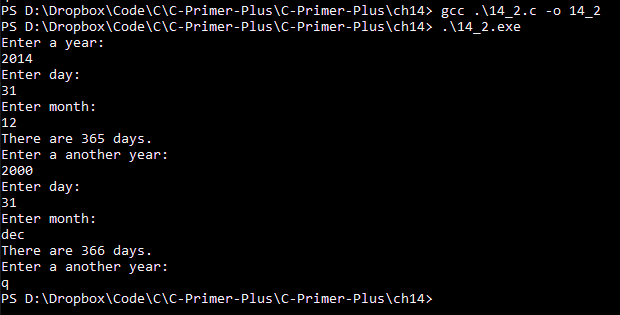 PS D:\Dropbox\Code\C\C-Primer-Plus\C-Primer-Plus\ch14> gcc .\14_2.c -o 14_2
PS D:\Dropbox\Code\C\C-Primer-Plus\C-Primer-Plus\ch14> .\14_2.exe
Enter a year:
2014
Enter day:
31
Enter month:
12
There are 365 days.
Enter a another year:
2000
Enter day:
31
Enter month:
dec
There are 366 days.
Enter a another year:
q
PS D:\Dropbox\Code\C\C-Primer-Plus\C-Primer-Plus\ch14>